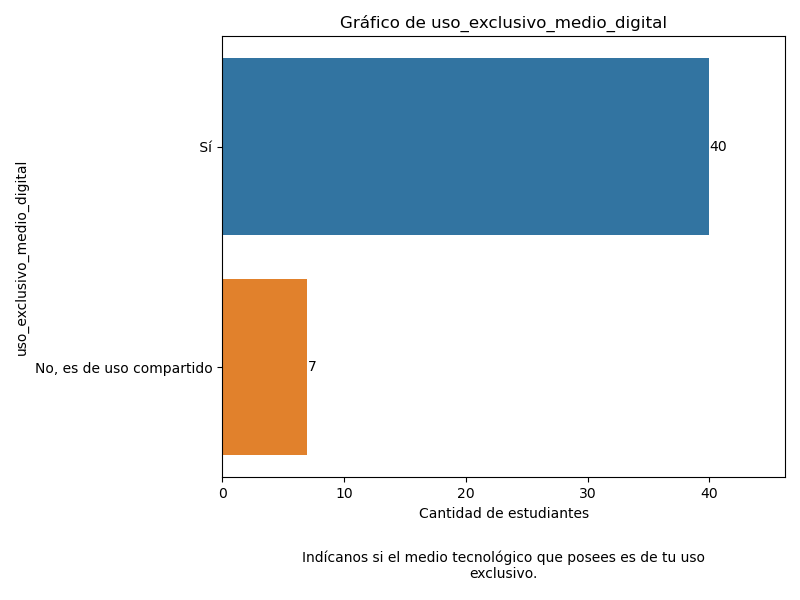 Gráfico de uso_exclusivo_medio_digital
uso_exclusivo_medio_digital
Sí
40
No, es de uso compartido
7
0
10
20
30
40
Cantidad de estudiantes
Indícanos si el medio tecnológico que posees es de tu uso
exclusivo.